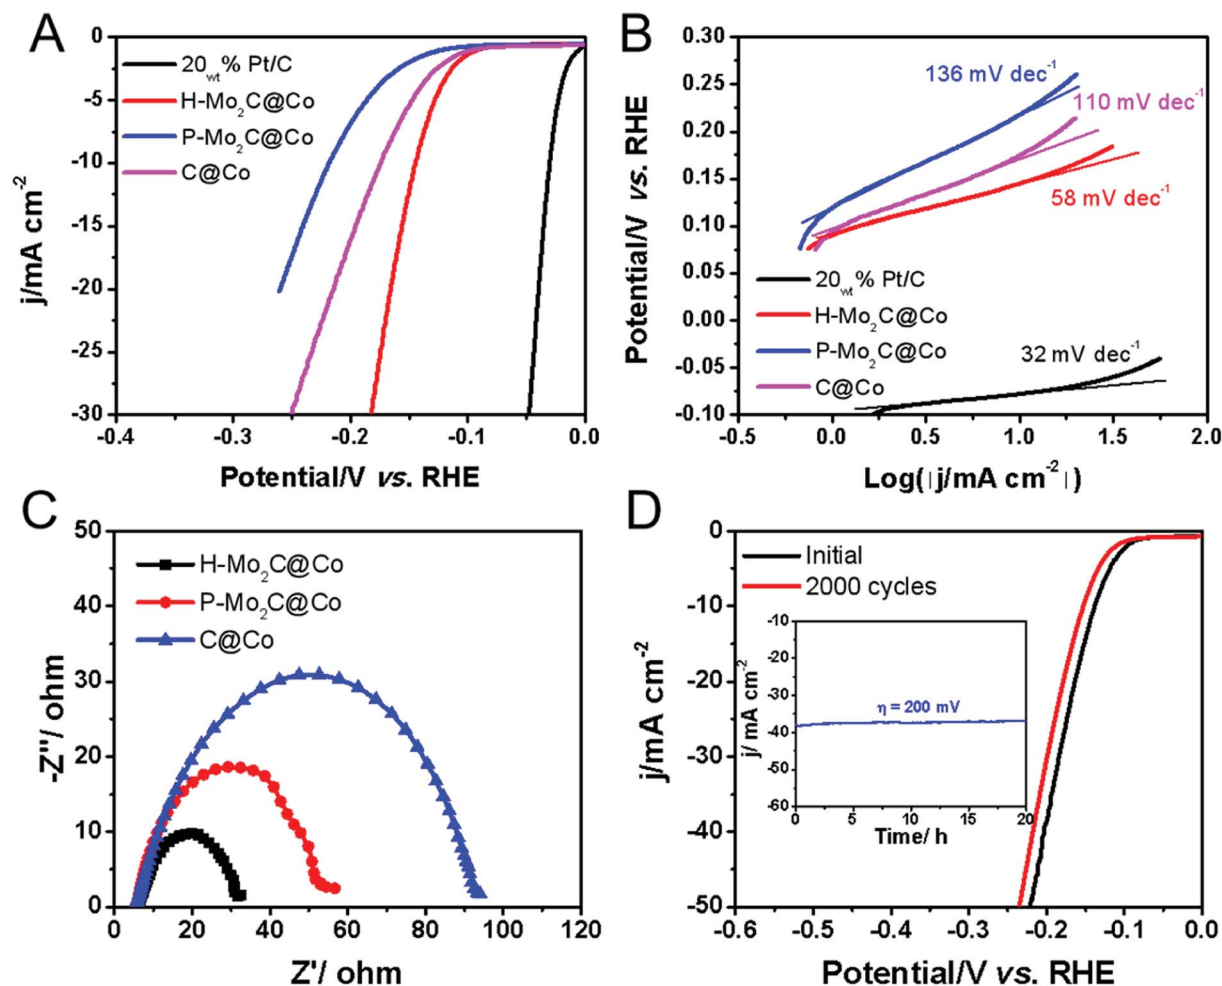 A
0
-5
-10
-15
-20
-25
-30
j/mA cm-2
-0.4
-0.3
-0.2
-0.1
0.0
Potential/V vs. RHE
20wt% Pt/C
H-Mo2C@Co
P-Mo2C@Co
C@Co
B
0.30
0.25
0.20
0.15
0.10
0.05
0.00
-0.05
-0.10
Potential/V vs. RHE
-0.5
0.0
0.5
1.0
1.5
2.0
Log(|j/mA cm-2|)
136 mV dec-1
110 mV dec-1
58 mV dec-1
20wt% Pt/C
H-Mo2C@Co
P-Mo2C@Co
C@Co
32 mV dec-1
C
50
40
30
20
10
0
-Z"/ ohm
0
20
40
60
80
100
120
Z'/ ohm
H-Mo2C@Co
P-Mo2C@Co
C@Co
D
0
-10
-20
-30
-40
-50
j/mA cm-2
-0.6
-0.5
-0.4
-0.3
-0.2
-0.1
0.0
Potential/V vs. RHE
Initial
2000 cycles
-10
-20
-30
-40
-50
-60
j/ mA cm-2
η = 200 mV
0
5
10
15
20
Time/ h